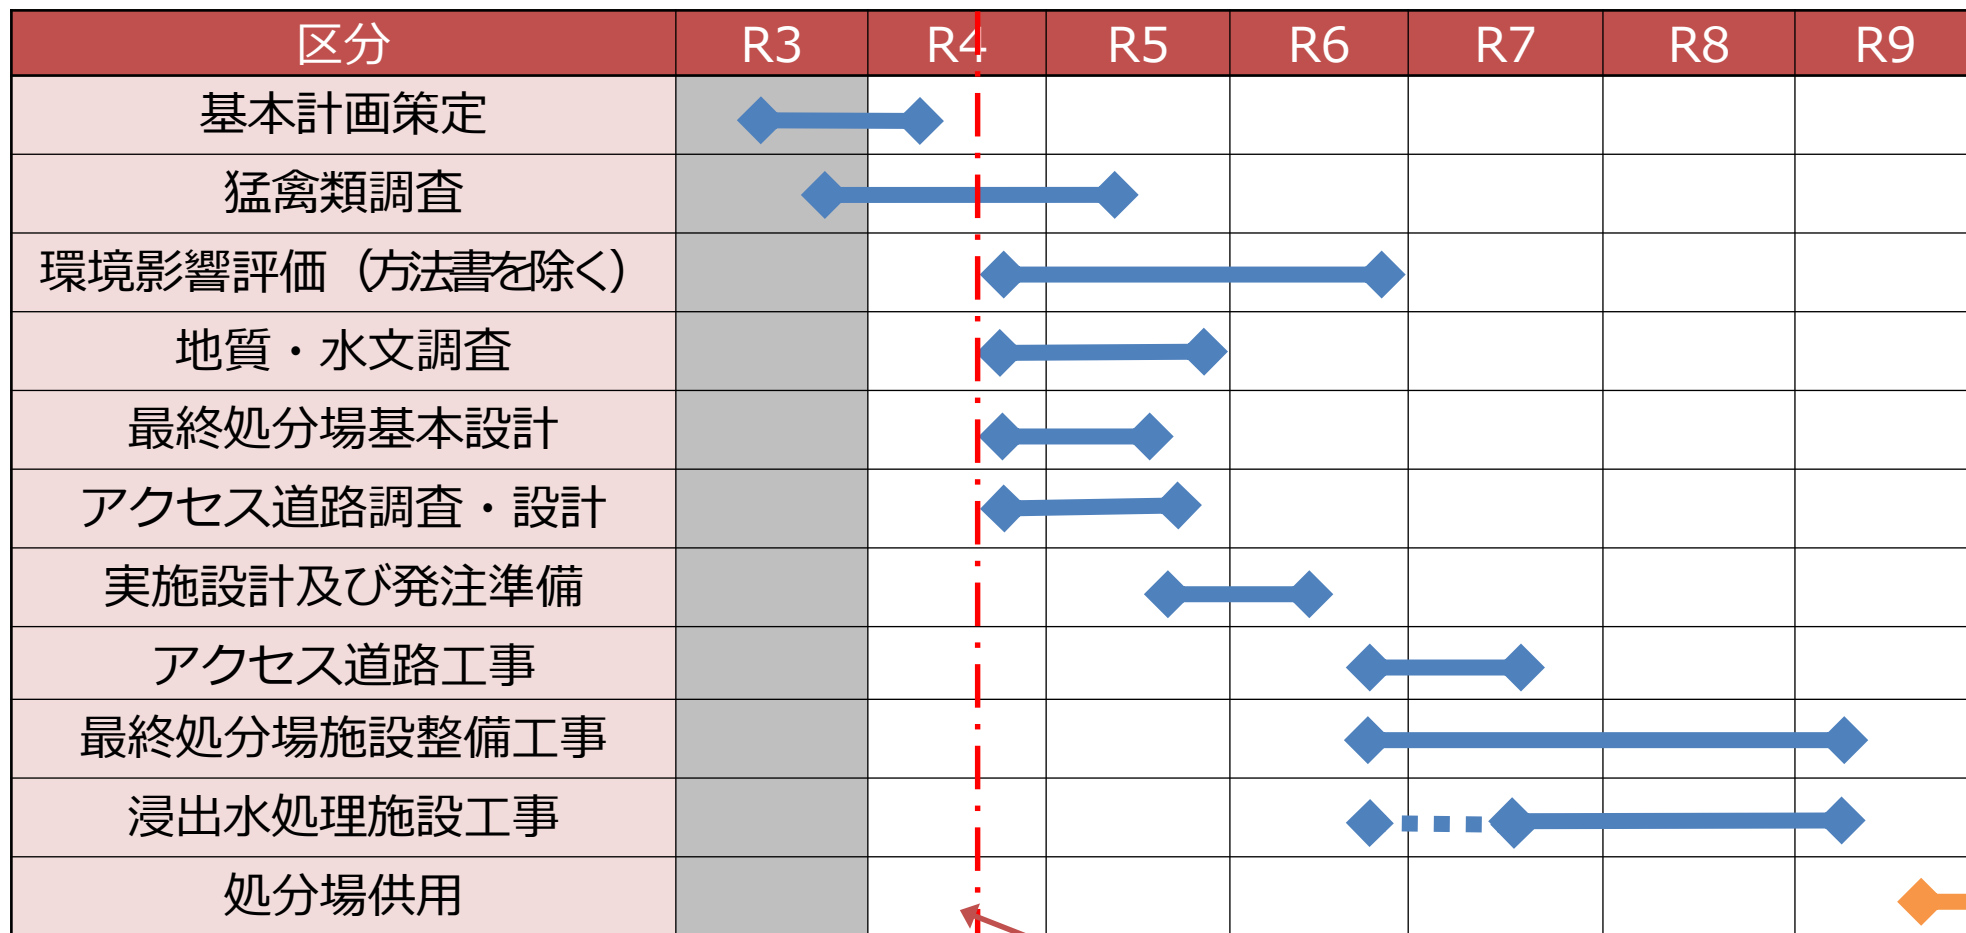 区分 R3 R4 R5 R6 R7 R8 R9
基本計画策定
猛禽類調査
環境影響評価（方法書を除く）
地質・水文調査
最終処分場基本設計
アクセス道路調査・設計
実施設計及び発注準備
アクセス道路工事
最終処分場施設整備工事
浸出水処理施設工事
処分場供用